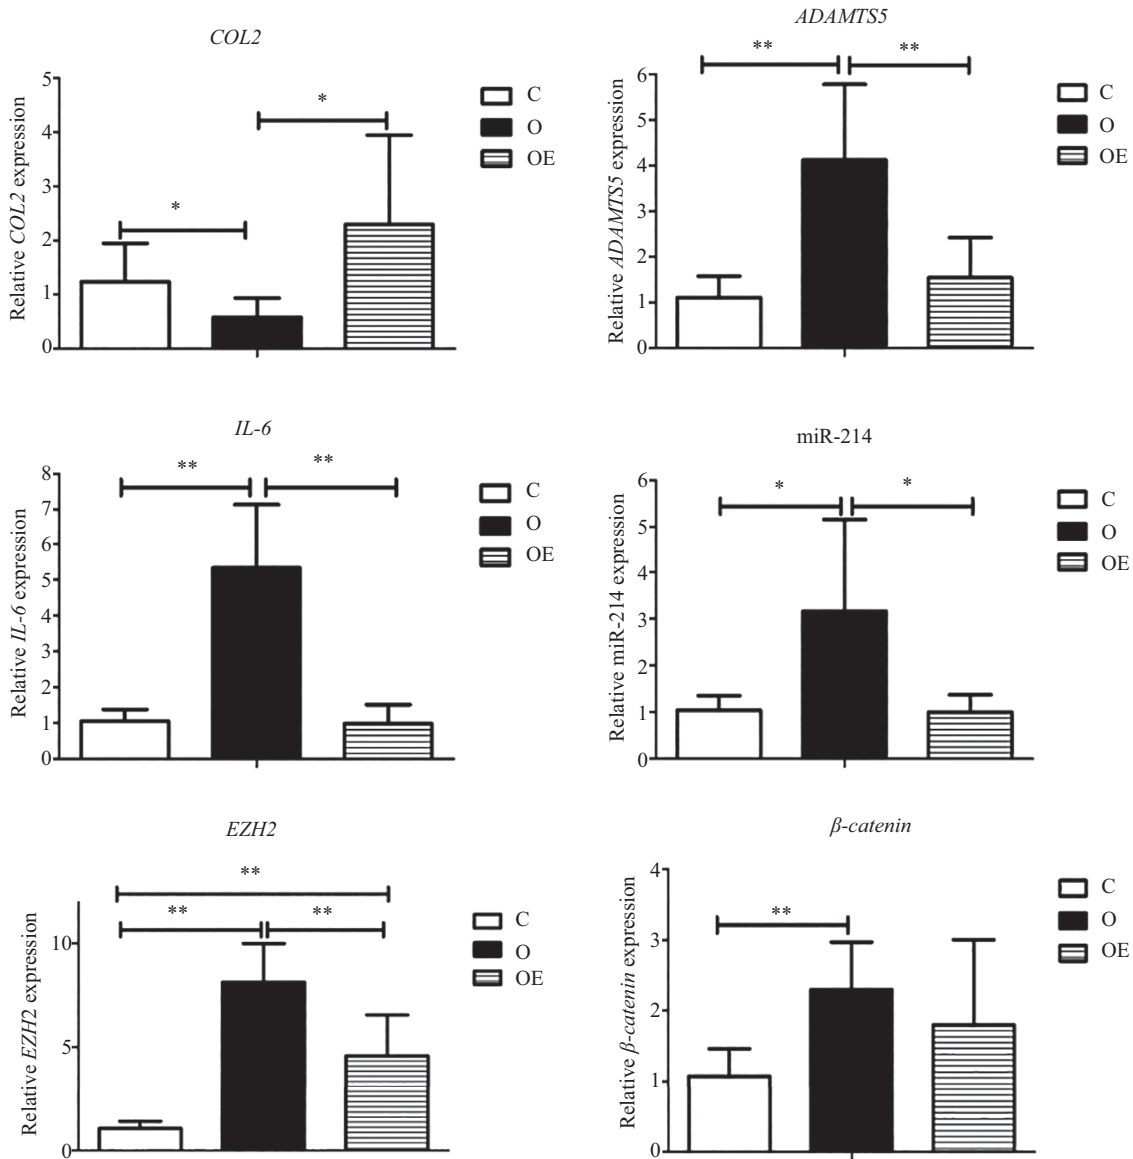 COL2
Relative COL2 expression
5
4
3
2
1
0
*
*
C
O
OE
ADAMTS5
Relative ADAMTS5 expression
6
5
4
3
2
1
0
**
**
C
O
OE
IL-6
Relative IL-6 expression
8
7
6
5
4
3
2
1
0
**
**
C
O
OE
miR-214
Relative miR-214 expression
6
5
4
3
2
1
0
*
*
C
O
OE
EZH2
Relative EZH2 expression
10
5
0
**
**
**
C
O
OE
β-catenin
Relative β-catenin expression
4
3
2
1
0
**
C
O
OE